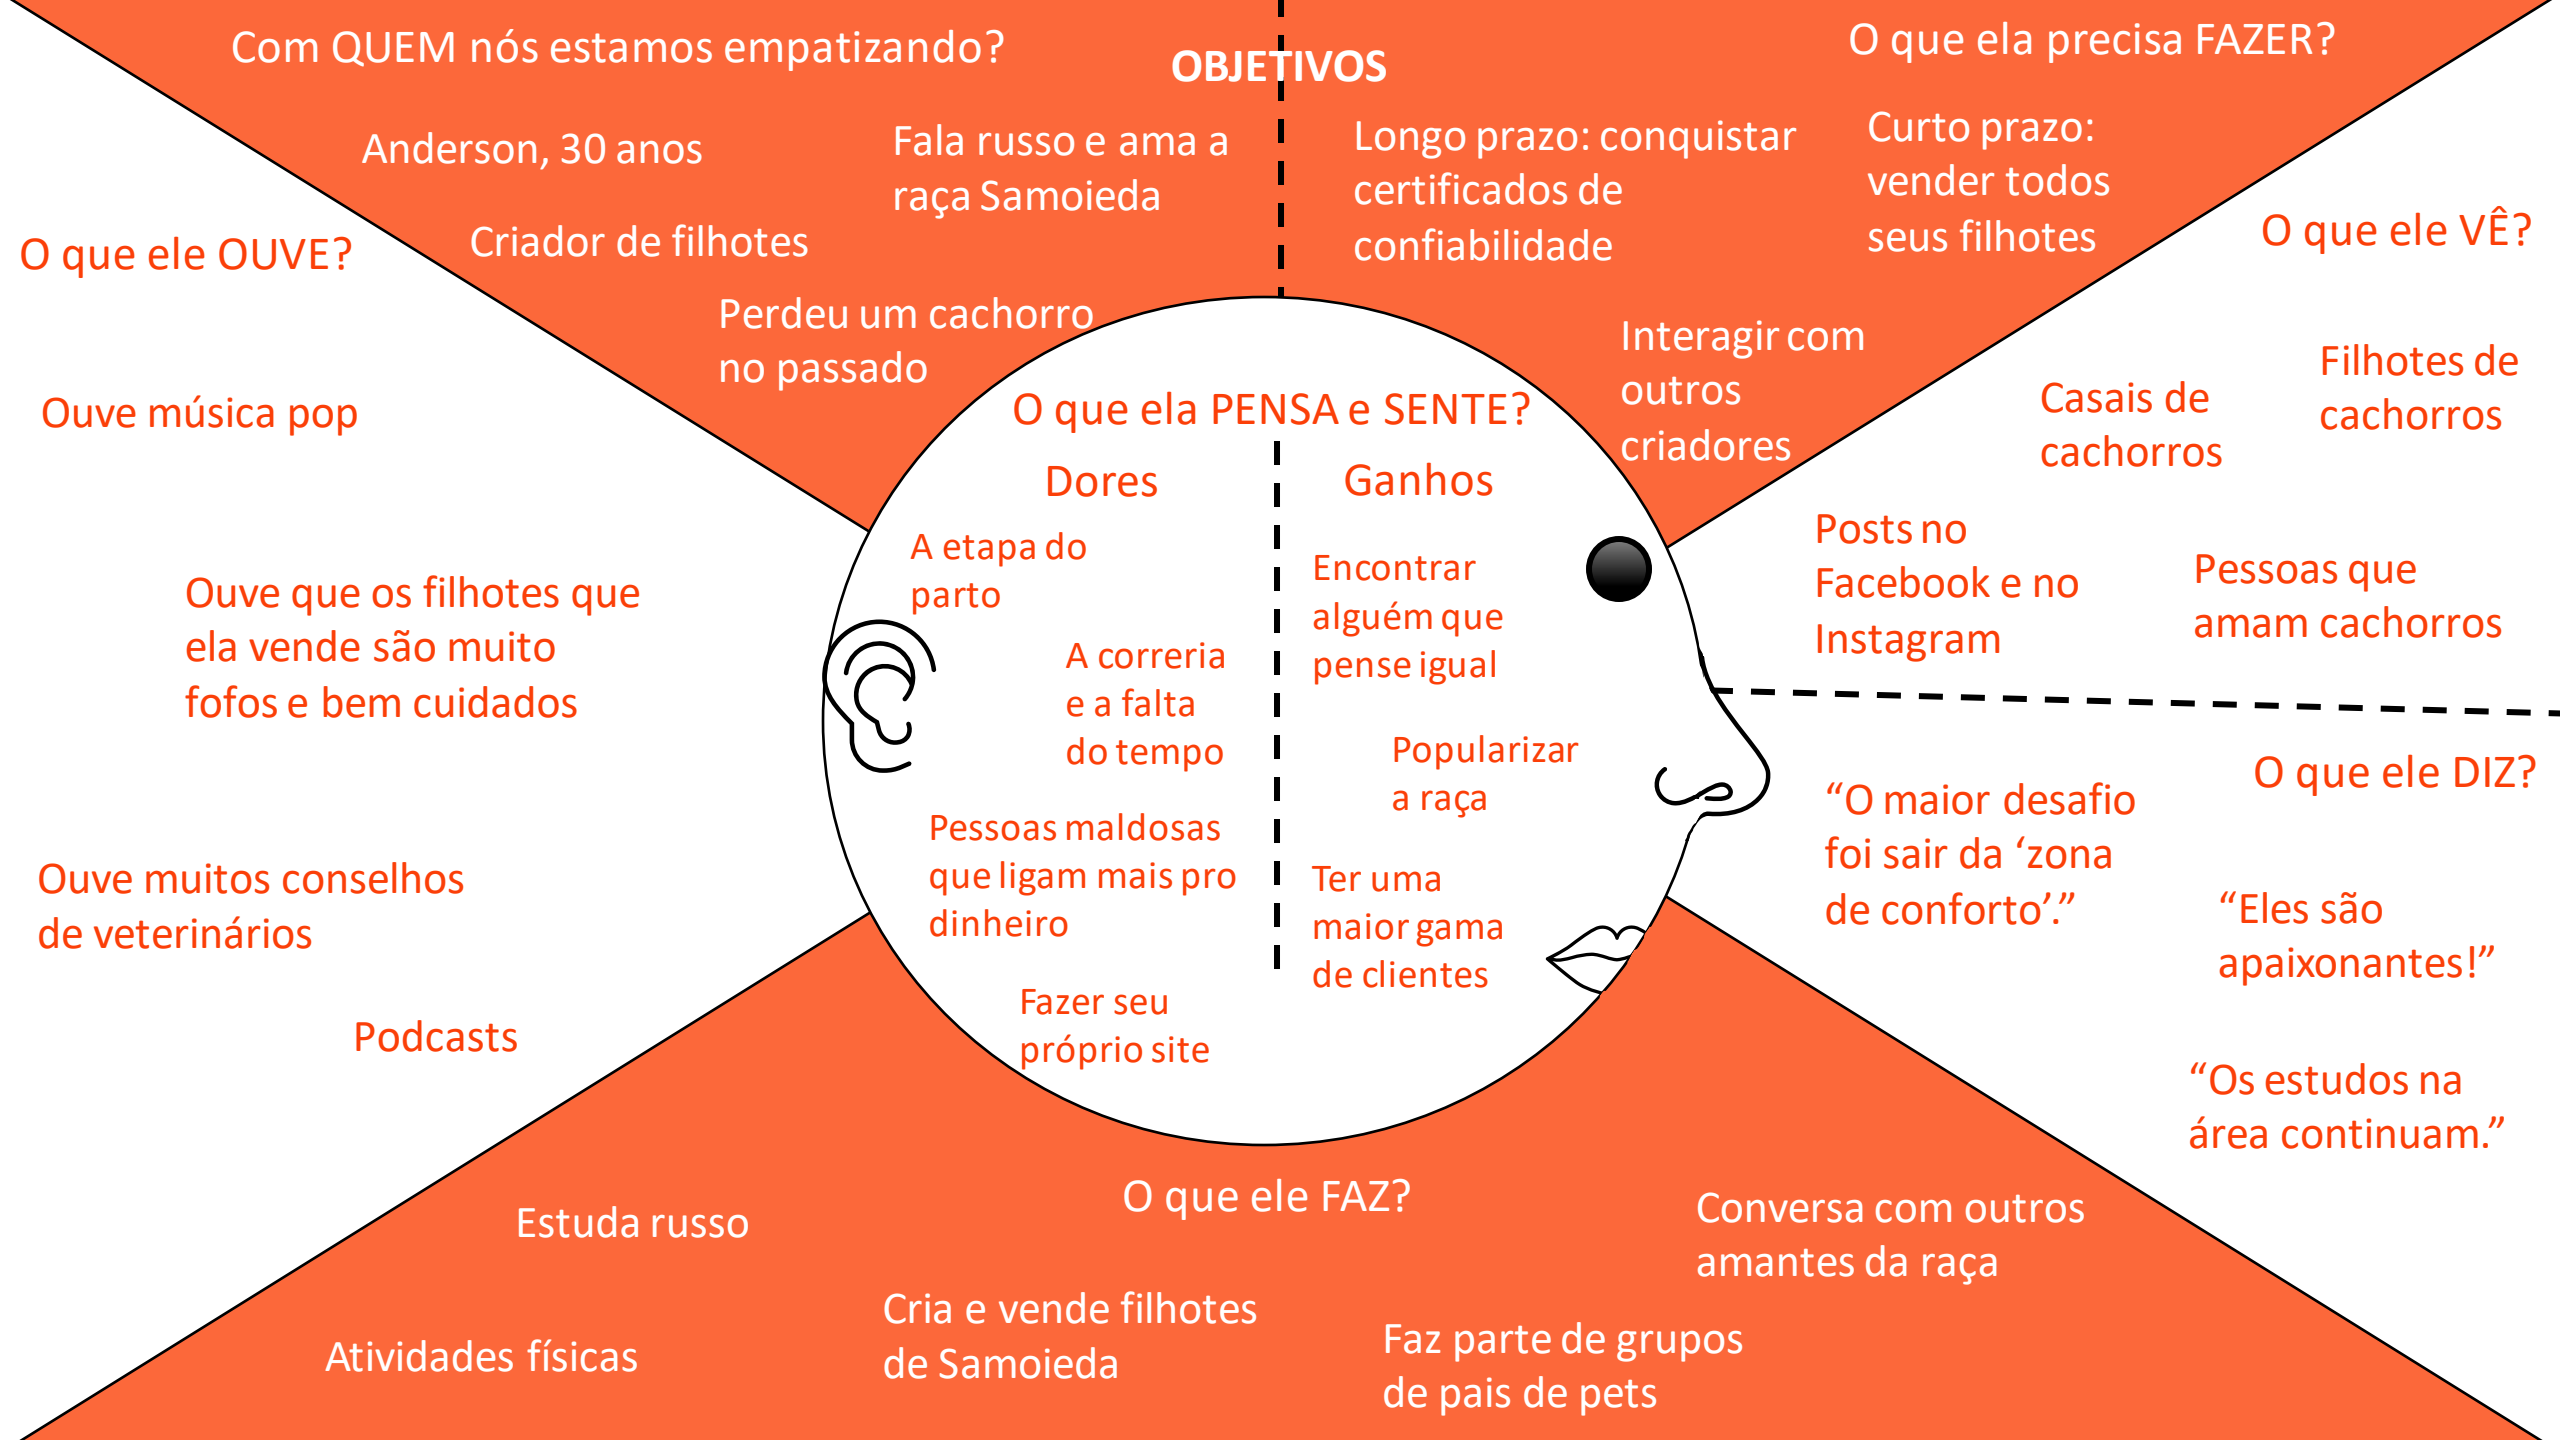 Com QUEM nós estamos empatizando?
OBJETIVOS
O que ela precisa FAZER?
Anderson, 30 anos
Fala russo e ama a
raça Samoieda
Criador de filhotes
Perdeu um cachorro
no passado
Longo prazo: conquistar
certificados de
confiabilidade
Curto prazo:
vender todos
seus filhotes
Interagir com
outros
criadores
O que ele OUVE?
Ouve música pop
Ouve que os filhotes que
ela vende são muito
fofos e bem cuidados
Ouve muitos conselhos
de veterinários
Podcasts
O que ela PENSA e SENTE?
Dores
A etapa do
parto
A correria
e a falta
do tempo
Pessoas maldosas
que ligam mais pro
dinheiro
Fazer seu
próprio site
Ganhos
Encontrar
alguém que
pense igual
Popularizar
a raça
Ter uma
maior gama
de clientes
O que ele VÊ?
Filhotes de
cachorros
Casais de
cachorros
Posts no
Facebook e no
Instagram
Pessoas que
amam cachorros
O que ele DIZ?
“O maior desafio
foi sair da ‘zona
de conforto’.”
“Eles são
apaixonantes!”
“Os estudos na
área continuam.”
O que ele FAZ?
Estuda russo
Atividades físicas
Cria e vende filhotes
de Samoieda
Conversa com outros
amantes da raça
Faz parte de grupos
de pais de pets